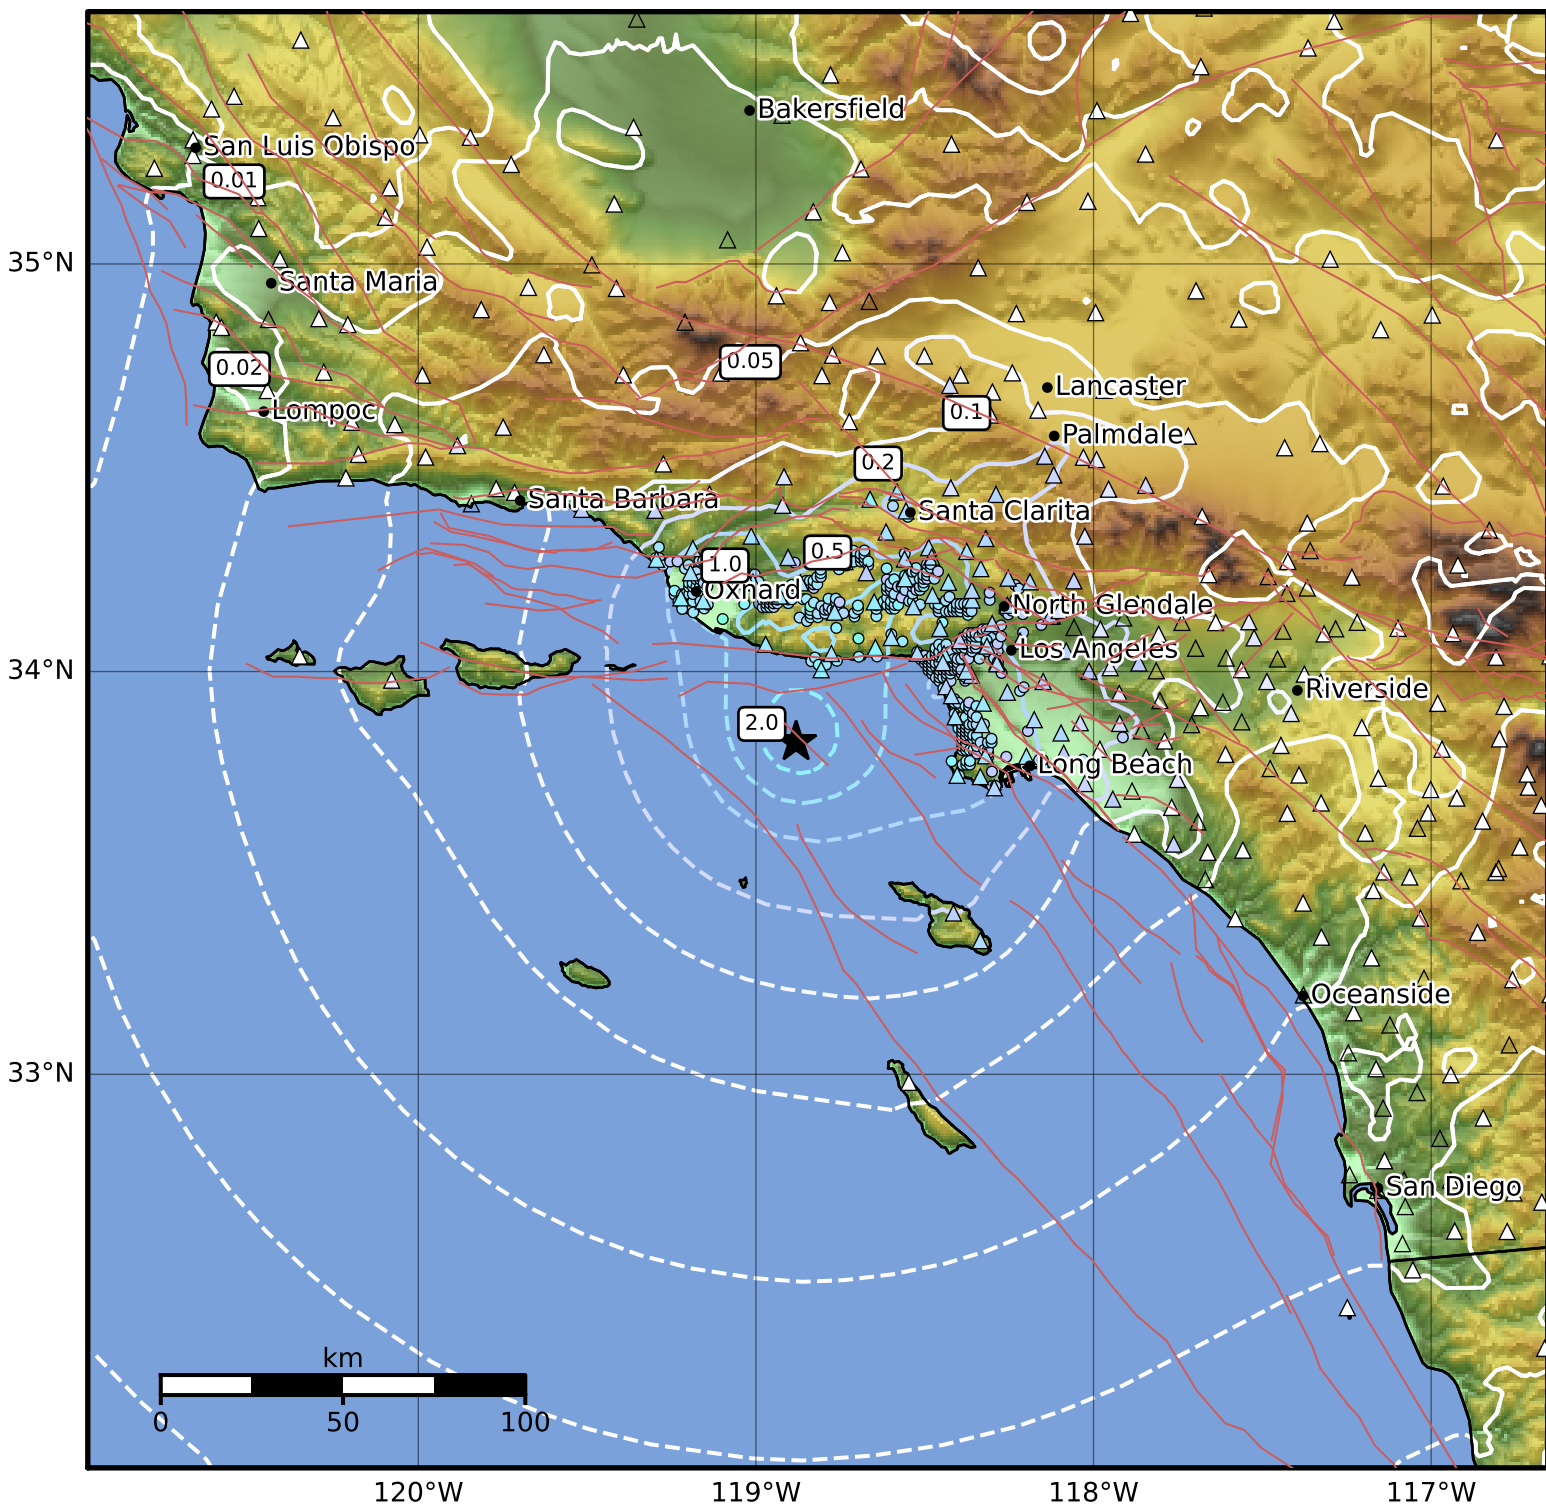 Bakersfield
San Luis Obispo
0.01
35°N
Santa Maria
0.02
0.05
Lancaster
Lompoc
0.1
Palmdale
0.2
Santa Barbara
Santa Clarita
0.5
1.0
Oxnard
North Glendale
Los Angeles
34°N
Riverside
2.0
Long Beach
Oceanside
33°N
San Diego
km
0 50 100
120°W 119°W 118°W 117°W